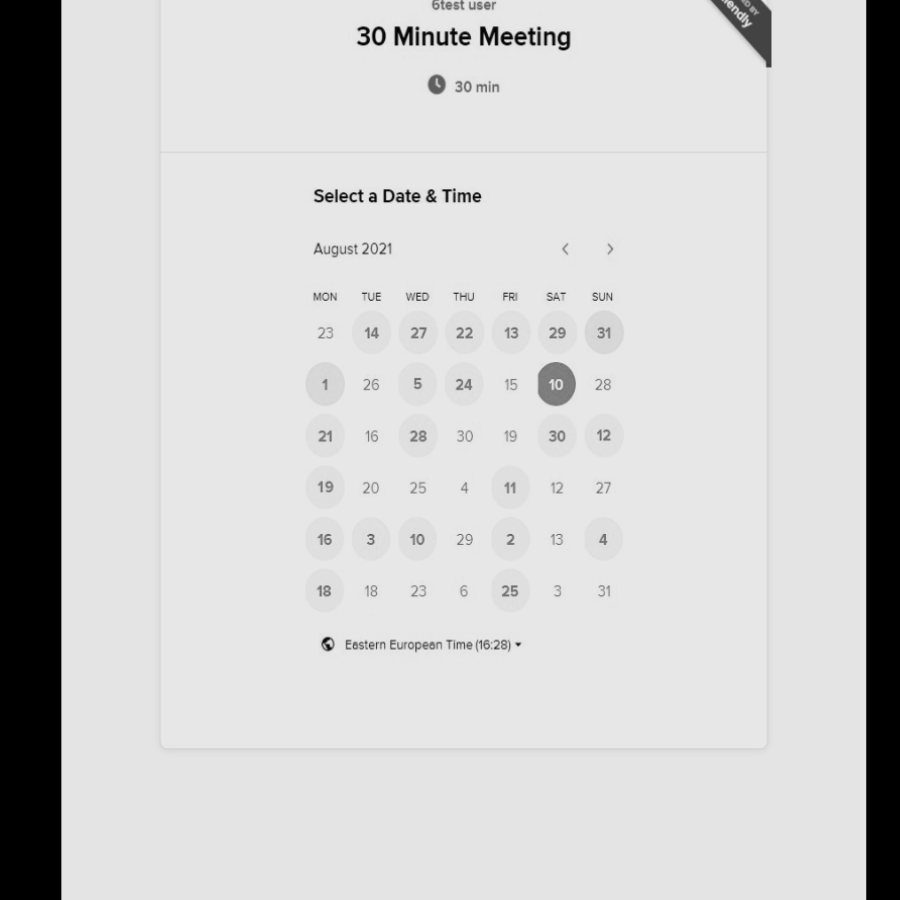 6test user
30 Minute Meeting
30 min
Select a Date & Time
August 2021
MON TUE WED THU FRI SAT SUN
23 14 27 22 13 29 31
1 26 5 24 15 10 28
21 16 28 30 19 30 12
19 20 25 4 11 12 27
16 3 10 29 2 13 4
18 18 23 6 25 3 31
Eastern European Time (16:28)